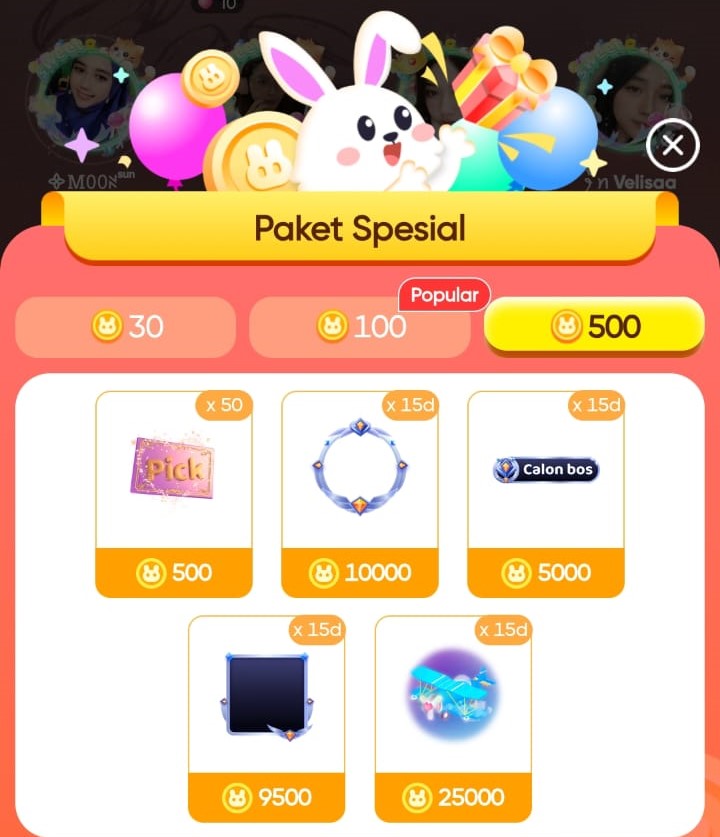 10
M00N sun
n Velisaa
Paket Spesial
Popular
30
100
500
x 50
x 15d
x 15d
Pick
Calon bos
500
10000
5000
x 15d
x 15d
9500
25000